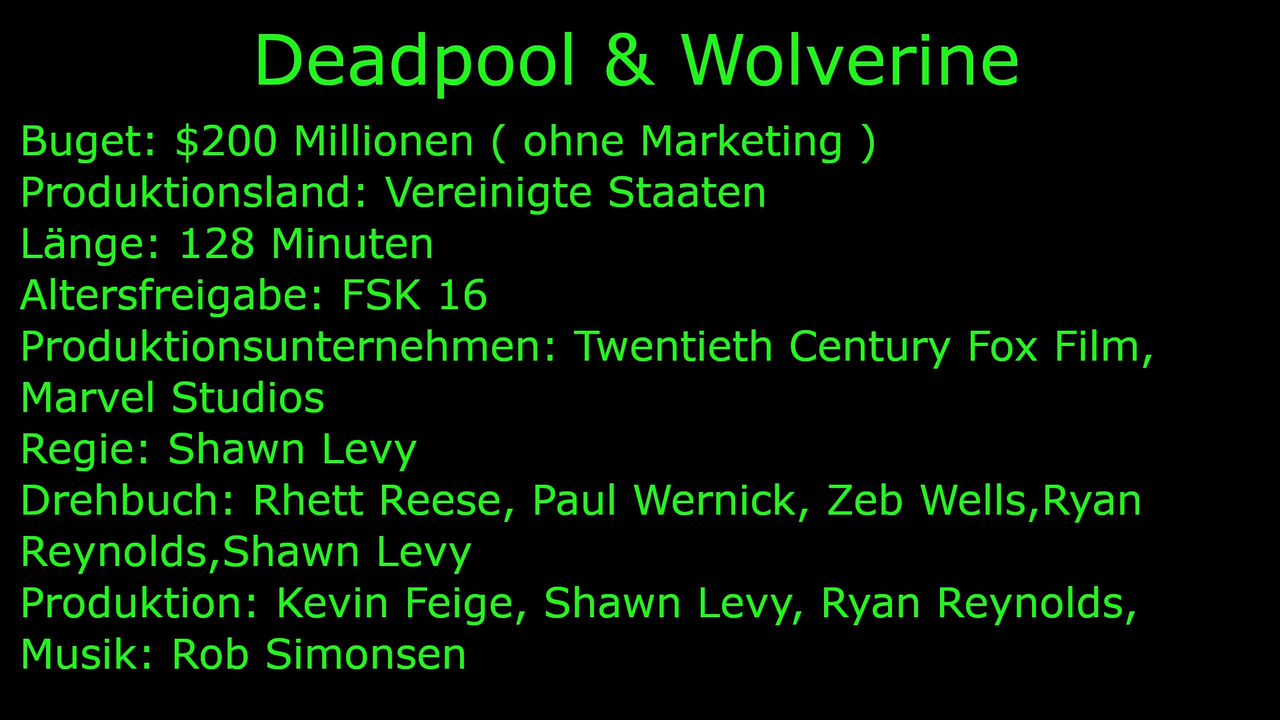 Deadpool & Wolverine
Buget: $200 Millionen ( ohne Marketing )
Produktionsland: Vereinigte Staaten
Länge: 128 Minuten
Altersfreigabe: FSK 16
Produktionsunternehmen: Twentieth Century Fox Film,
Marvel Studios
Regie: Shawn Levy
Drehbuch: Rhett Reese, Paul Wernick, Zeb Wells,Ryan
Reynolds,Shawn Levy
Produktion: Kevin Feige, Shawn Levy, Ryan Reynolds,
Musik: Rob Simonsen